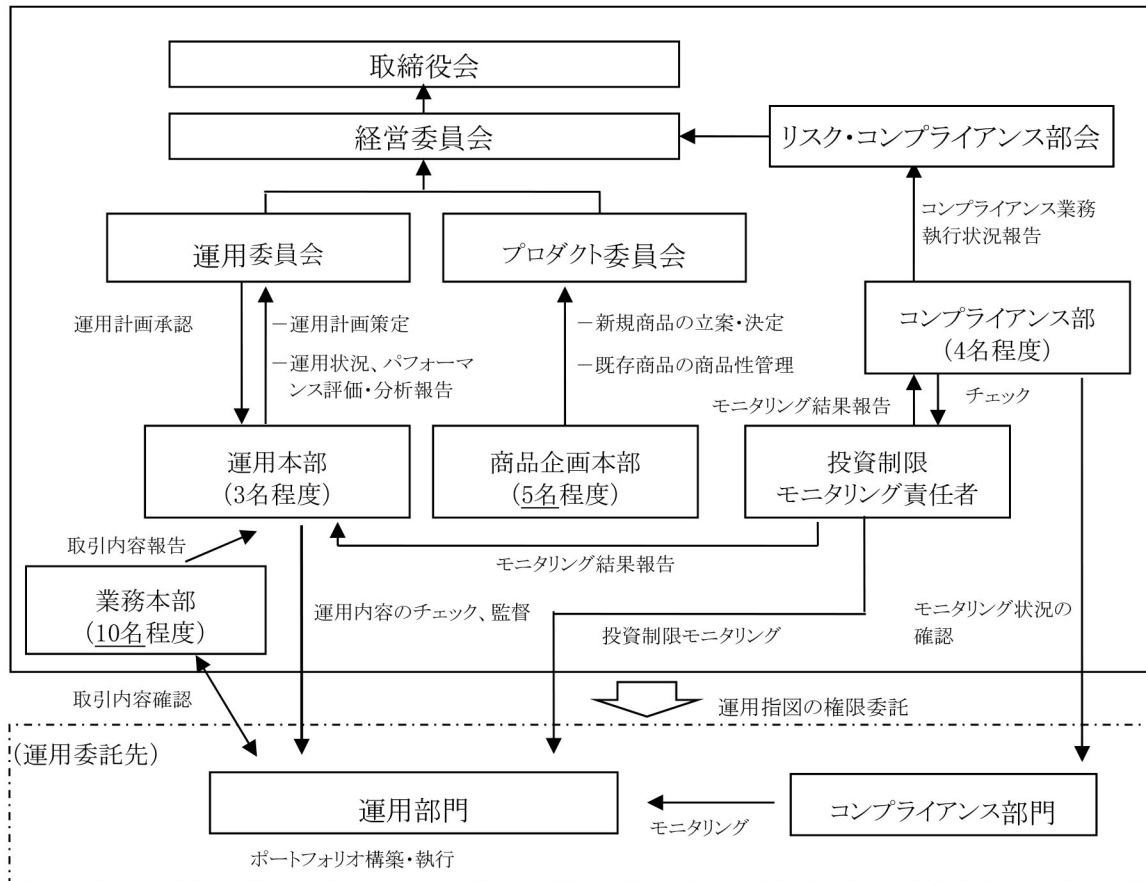 取締役会
経営委員会
リスク・コンプライアンス部会
コンプライアンス業務
執行状況報告
運用委員会
プロダクト委員会
運用計画承認
－運用計画策定
－運用状況、パフォーマ
ンス評価・分析報告
－新規商品の立案・決定
－既存商品の商品性管理
コンプライアンス部
(4名程度)
モニタリング結果報告
チェック
運用本部
(3名程度)
商品企画本部
(5名程度)
投資制限
モニタリング責任者
取引内容報告
モニタリング結果報告
業務本部
(10名程度)
運用内容のチェック、監督
投資制限モニタリング
モニタリング状況の
確認
取引内容確認
運用指図の権限委託
(運用委託先)
運用部門
モニタリング
コンプライアンス部門
ポートフォリオ構築・執行